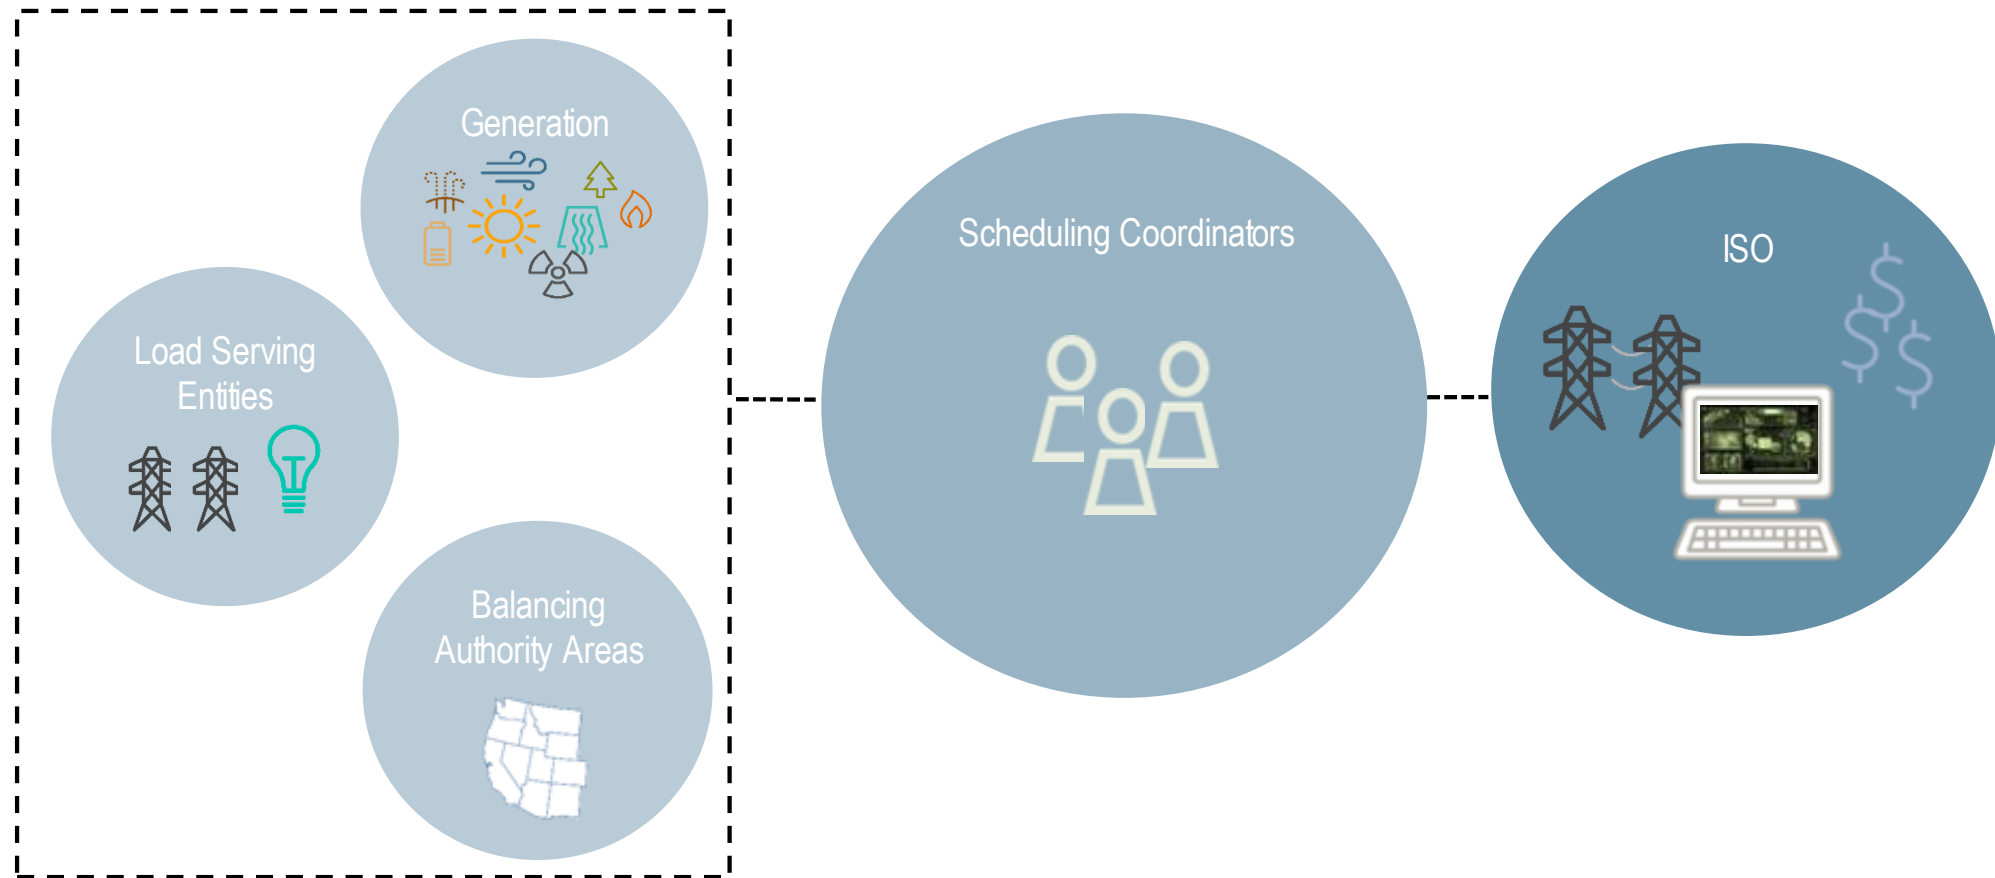 Generation
Load Serving
Entities
Balancing
Authority Areas
Scheduling Coordinators
ISO